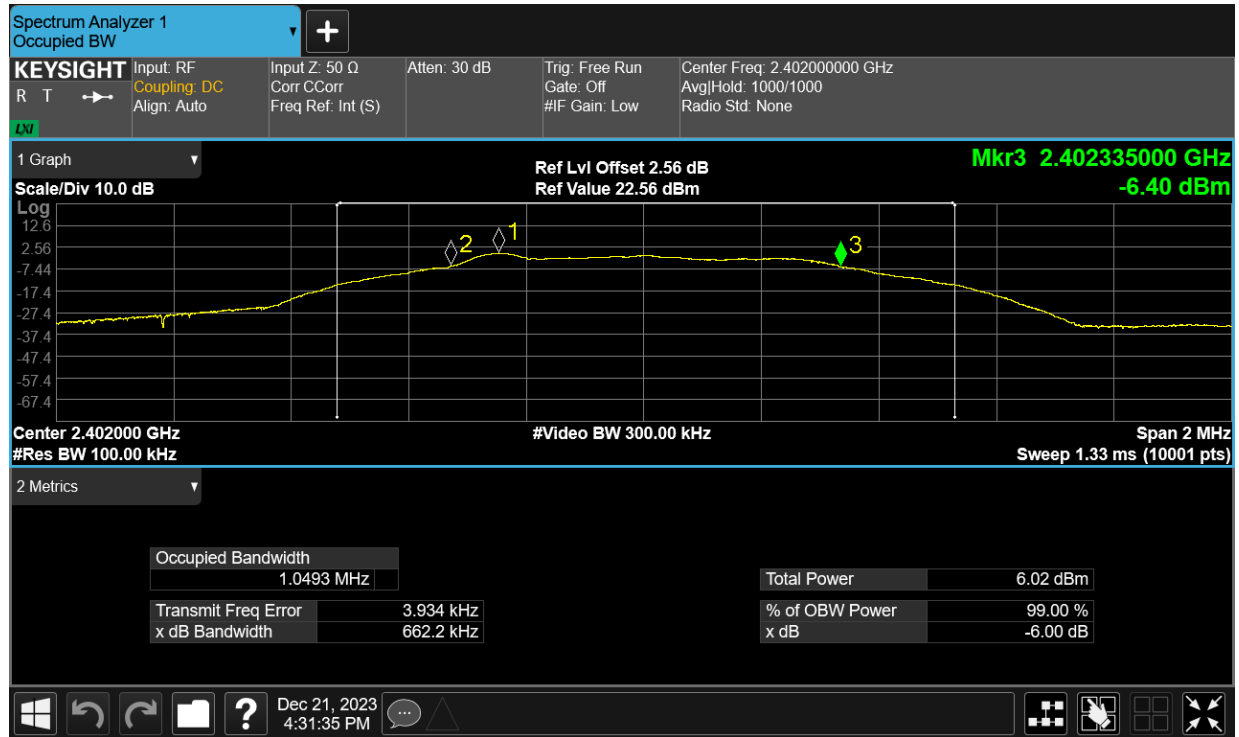 Spectrum Analyzer 1
Occupied BW
KEYSIGHT Input: RF Input Z: 50 Ω Atten: 30 dB Trig: Free Run Center Freq: 2.402000000 GHz
R T Coupling: DC Corr CCorr Gate: Off Avg|Hold: 1000/1000
Align: Auto Freq Ref: Int (S) #IF Gain: Low Radio Std: None
LXI
1 Graph Ref Lvl Offset 2.56 dB Mkr3 2.402335000 GHz
Scale/Div 10.0 dB Ref Value 22.56 dBm -6.40 dBm
Log
12.6
2.56
-7.44
-17.4
-27.4
-37.4
-47.4
-57.4
-67.4
2 1 3
Center 2.402000 GHz #Video BW 300.00 kHz Span 2 MHz
#Res BW 100.00 kHz Sweep 1.33 ms (10001 pts)
2 Metrics
Occupied Bandwidth
1.0493 MHz Total Power 6.02 dBm
Transmit Freq Error 3.934 kHz % of OBW Power 99.00 %
x dB Bandwidth 662.2 kHz x dB -6.00 dB
? Dec 21, 2023
4:31:35 PM